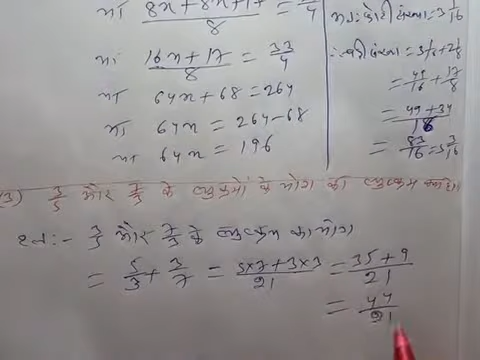 या 8x + 8x + 17 / 8 = 33/4
या 16x + 17 / 8 = 33/4
या 64x + 68 = 264
या 64x = 264 - 68
या 64x = 196
अतः छोटी संख्या = 3 1/16
∴ बड़ी संख्या = 3 1/16 + 2 1/8
= 49/16 + 17/8
= 49 + 34 / 16
= 83/16 = 5 3/16
3) 3/5 और 7/3 के व्युत्क्रमों के योग का व्युत्क्रम
हल :- 3/5 और 7/3 के व्युत्क्रम का योग
= 5/3 + 3/7 = 5×7 + 3×3 / 21 = 35 + 9 / 21
= 44/21